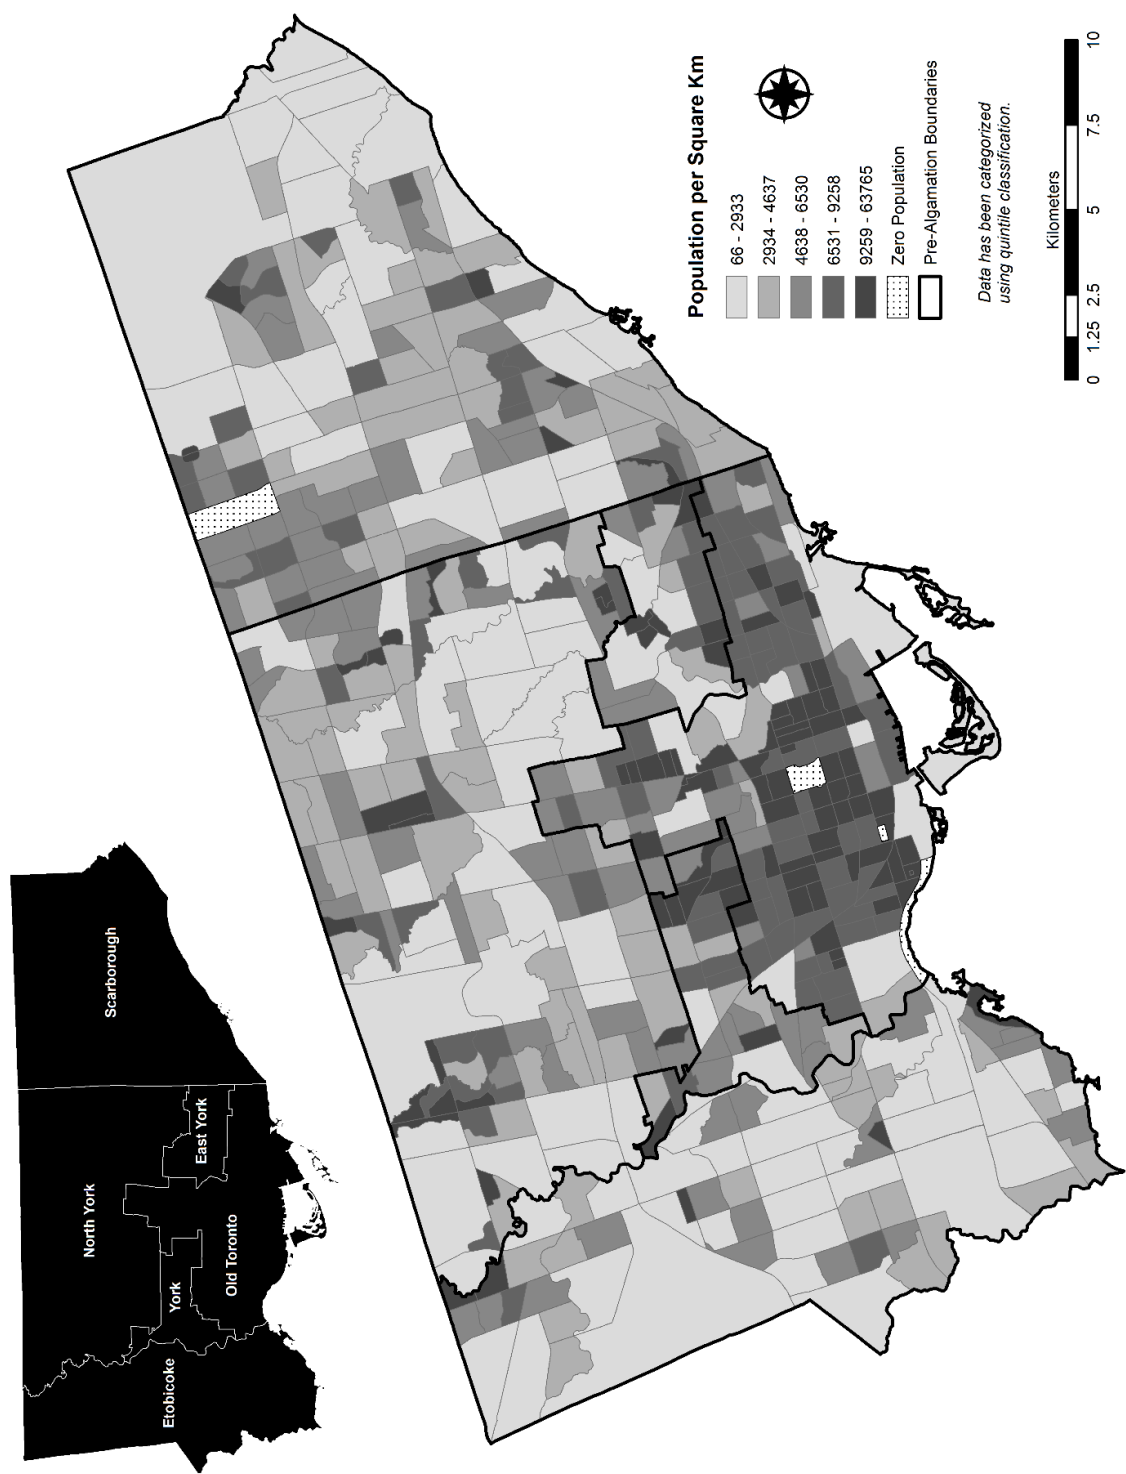 Scarborough
North York
East York
York
Old Toronto
Etobicoke
Population per Square Km
66 - 2933
2934 - 4637
4638 - 6530
6531 - 9258
9259 - 63765
Zero Population
Pre-Algamation Boundaries
Data has been categorized
using quintile classification.
Kilometers
0 1.25 2.5 5 7.5 10